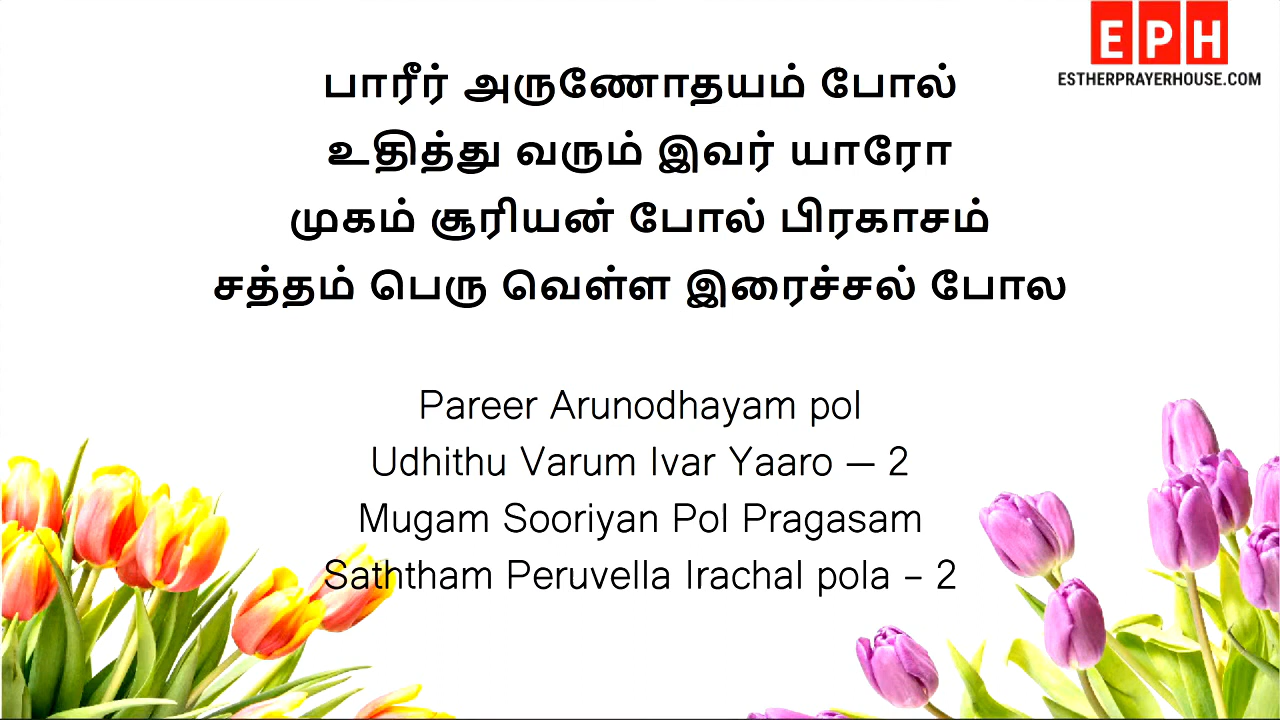 EPH
ESTHERPRAYERHOUSE.COM
பாரீர் அருணோதயம் போல்
உதித்து வரும் இவர் யாரோ
முகம் சூரியன் போல் பிரகாசம்
சத்தம் பெரு வெள்ள இரைச்சல் போல
Pareer Arunodhayam pol
Udhithu Varum Ivar Yaaro — 2
Mugam Sooriyan Pol Pragasam
Saththam Peruvella Irachal pola – 2